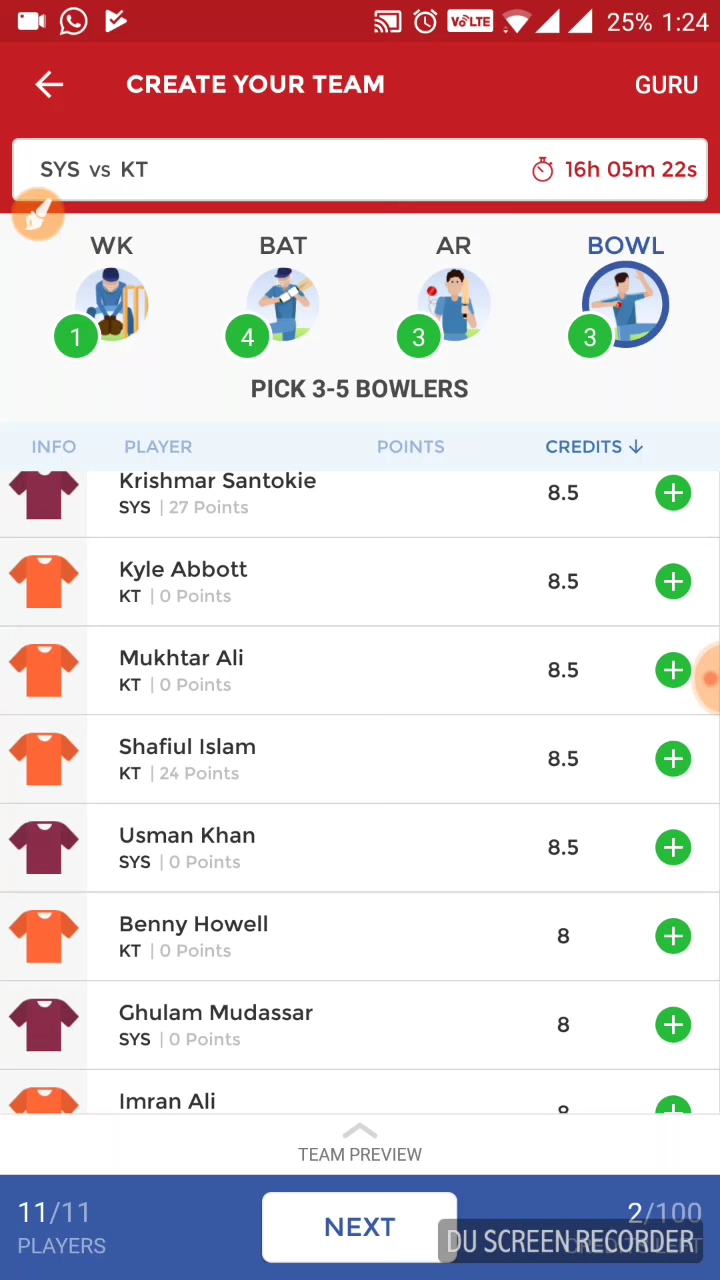 VoLTE 25% 1:24
CREATE YOUR TEAM GURU
SYS vs KT 16h 05m 22s
WK BAT AR BOWL
1 4 3 3
PICK 3-5 BOWLERS
INFO PLAYER POINTS CREDITS ↓
Krishmar Santokie
SYS | 27 Points 8.5
Kyle Abbott
KT | 0 Points 8.5
Mukhtar Ali
KT | 0 Points 8.5
Shafiul Islam
KT | 24 Points 8.5
Usman Khan
SYS | 0 Points 8.5
Benny Howell
KT | 0 Points 8
Ghulam Mudassar
SYS | 0 Points 8
Imran Ali 8
TEAM PREVIEW
11/11 NEXT 2/100
PLAYERS CREDITS LEFT
DU SCREEN RECORDER